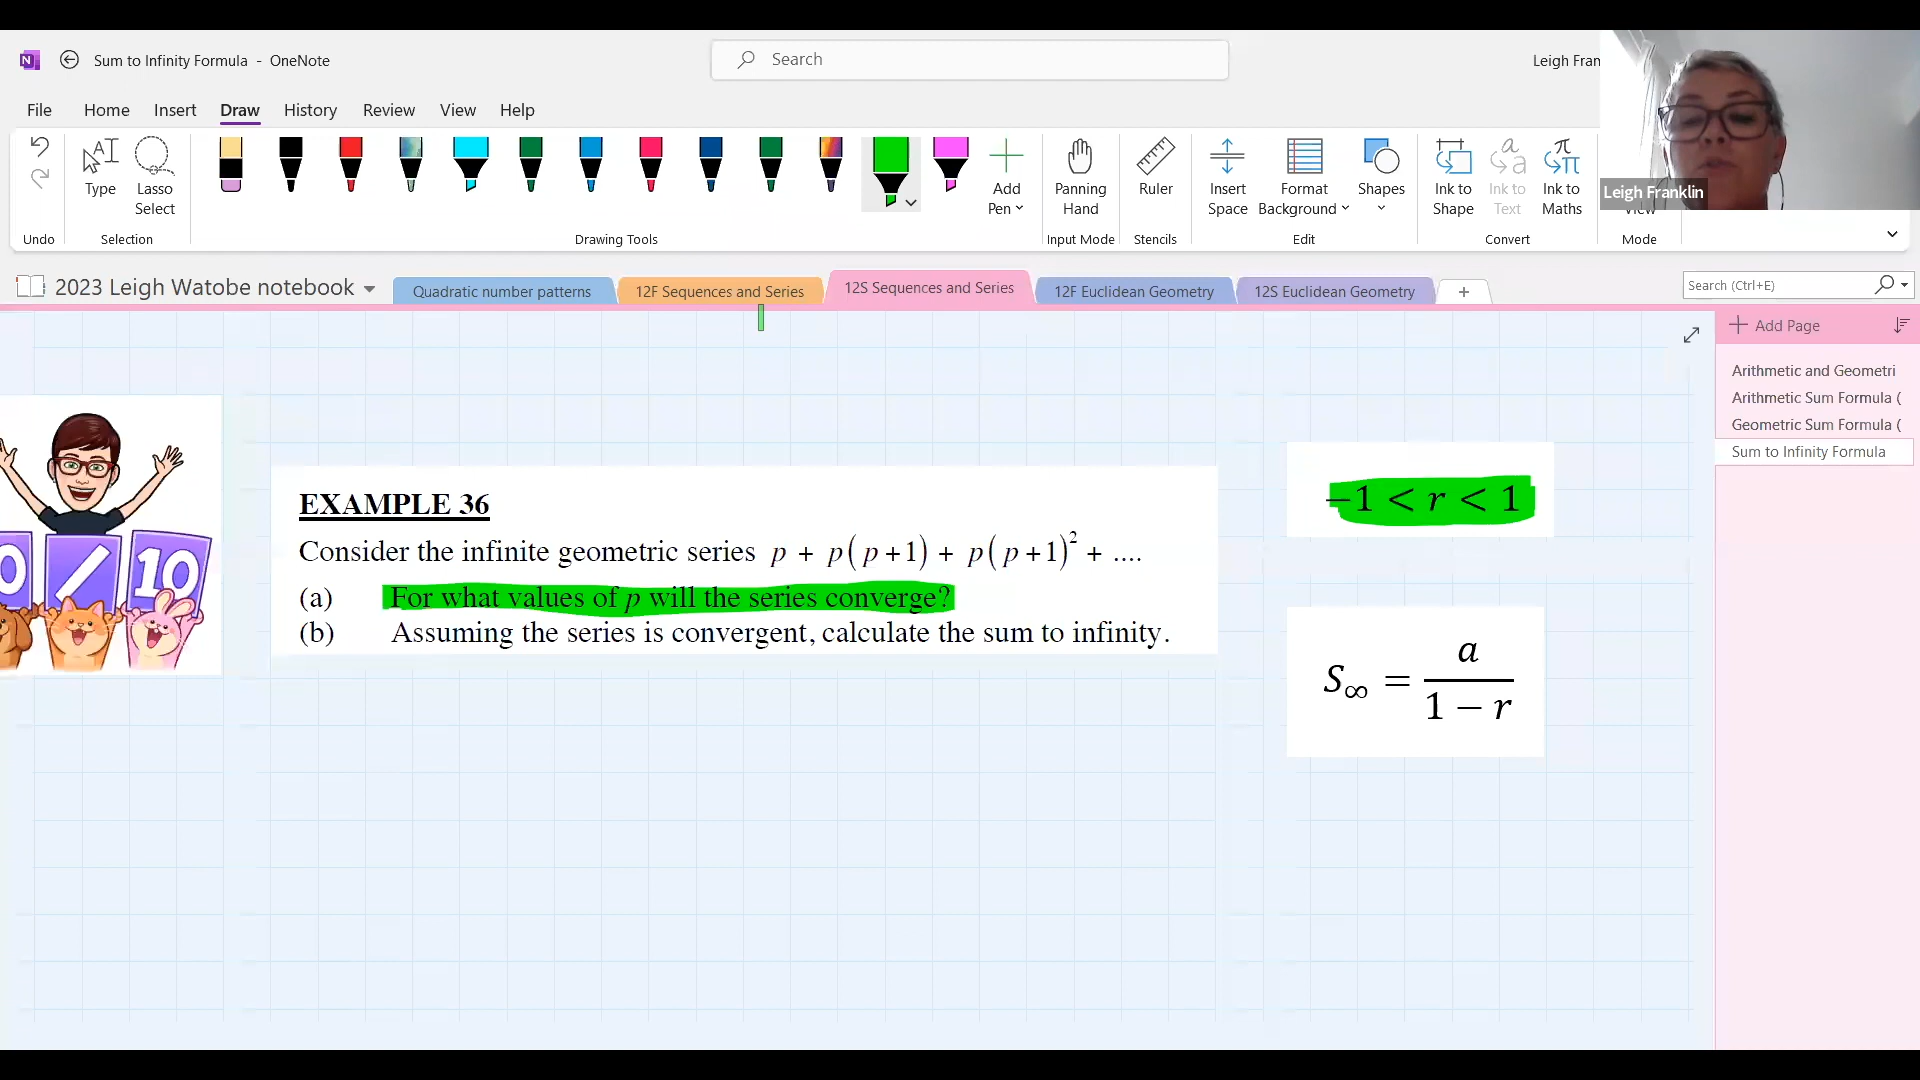 Sum to Infinity Formula - OneNote
Search
Leigh Fran
File Home Insert Draw History Review View Help
Type
Lasso Select
Add Pen
Panning Hand
Ruler
Insert Space
Format Background
Shapes
Ink to Shape
Ink to Text
Ink to Maths
View
Leigh Franklin
Undo
Selection
Drawing Tools
Input Mode
Stencils
Edit
Convert
Mode
2023 Leigh Watobe notebook
Quadratic number patterns
12F Sequences and Series
12S Sequences and Series
12F Euclidean Geometry
12S Euclidean Geometry
Search (Ctrl+E)
Add Page
Arithmetic and Geometri
Arithmetic Sum Formula (
Geometric Sum Formula (
Sum to Infinity Formula
0 / 10
EXAMPLE 36
Consider the infinite geometric series p + p(p+1) + p(p+1)² + ....
(a) For what values of p will the series converge?
(b) Assuming the series is convergent, calculate the sum to infinity.
−1 < r < 1
S∞ = a / (1 − r)